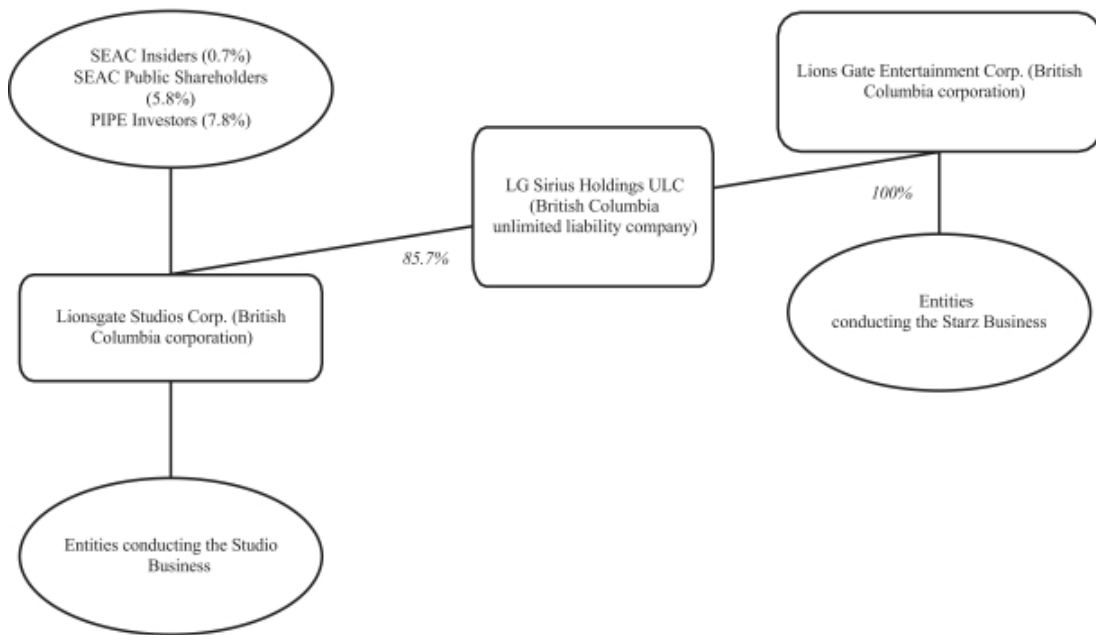 SEAC Insiders (0.7%)
SEAC Public Shareholders
(5.8%)
PIPE Investors (7.8%)
Lions Gate Entertainment Corp. (British
Columbia corporation)
LG Sirius Holdings ULC
(British Columbia
unlimited liability company)
100%
85.7%
Lionsgate Studios Corp. (British
Columbia corporation)
Entities
conducting the Starz Business
Entities conducting the Studio
Business